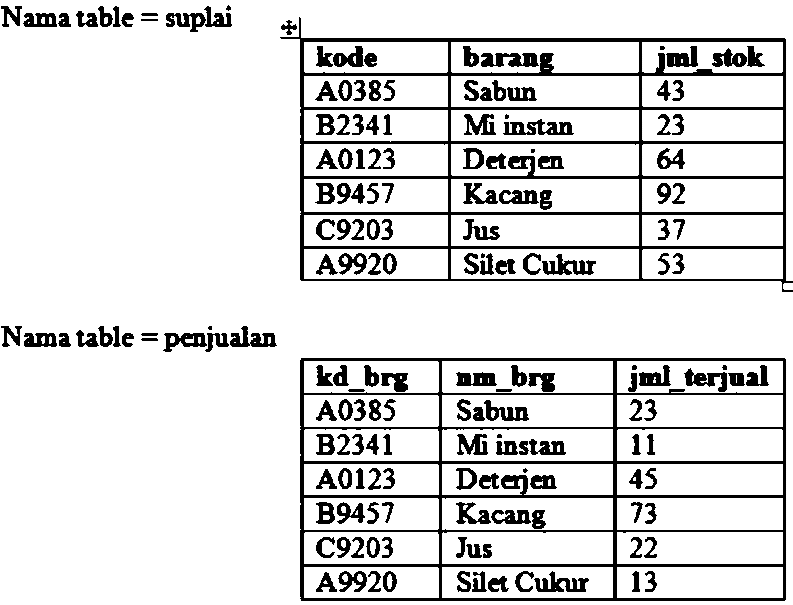 Nama table = suplai
kode barang jml_stok
A0385 Sabun 43
B2341 Mi instan 23
A0123 Deterjen 64
B9457 Kacang 92
C9203 Jus 37
A9920 Silet Cukur 53
Nama table = penjualan
kd_brg nm_brg jml_terjual
A0385 Sabun 23
B2341 Mi instan 11
A0123 Deterjen 45
B9457 Kacang 73
C9203 Jus 22
A9920 Silet Cukur 13